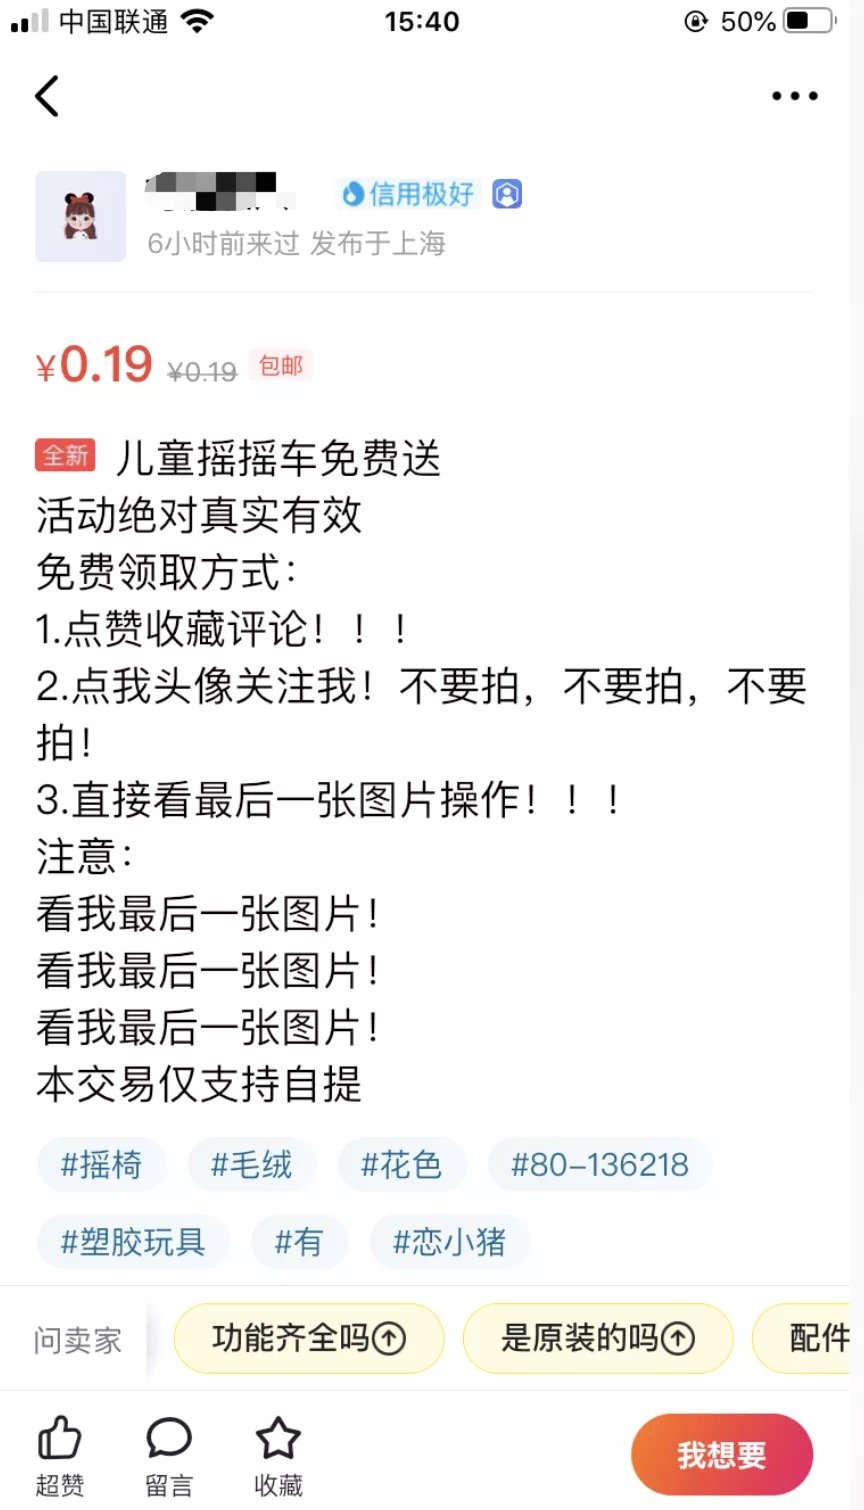 中国联通 15:40 50%
信用极好
6小时前来过 发布于上海
¥0.19 ¥0.19 包邮
全新 儿童摇摇车免费送
活动绝对真实有效
免费领取方式：
1.点赞收藏评论！！！
2.点我头像关注我！不要拍，不要拍，不要
拍！
3.直接看最后一张图片操作！！！
注意：
看我最后一张图片！
看我最后一张图片！
看我最后一张图片！
本交易仅支持自提
#摇椅 #毛绒 #花色 #80-136218
#塑胶玩具 #有 #恋小猪
问卖家 功能齐全吗 是原装的吗 配件
超赞 留言 收藏 我想要